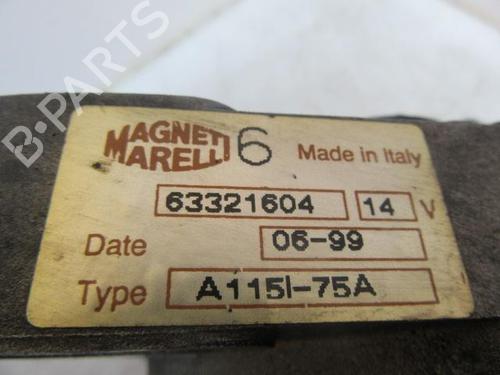 B-PARTS
MAGNETI MARELLI 6 Made in Italy
63321604 14 V
Date 06-99
Type A115I-75A